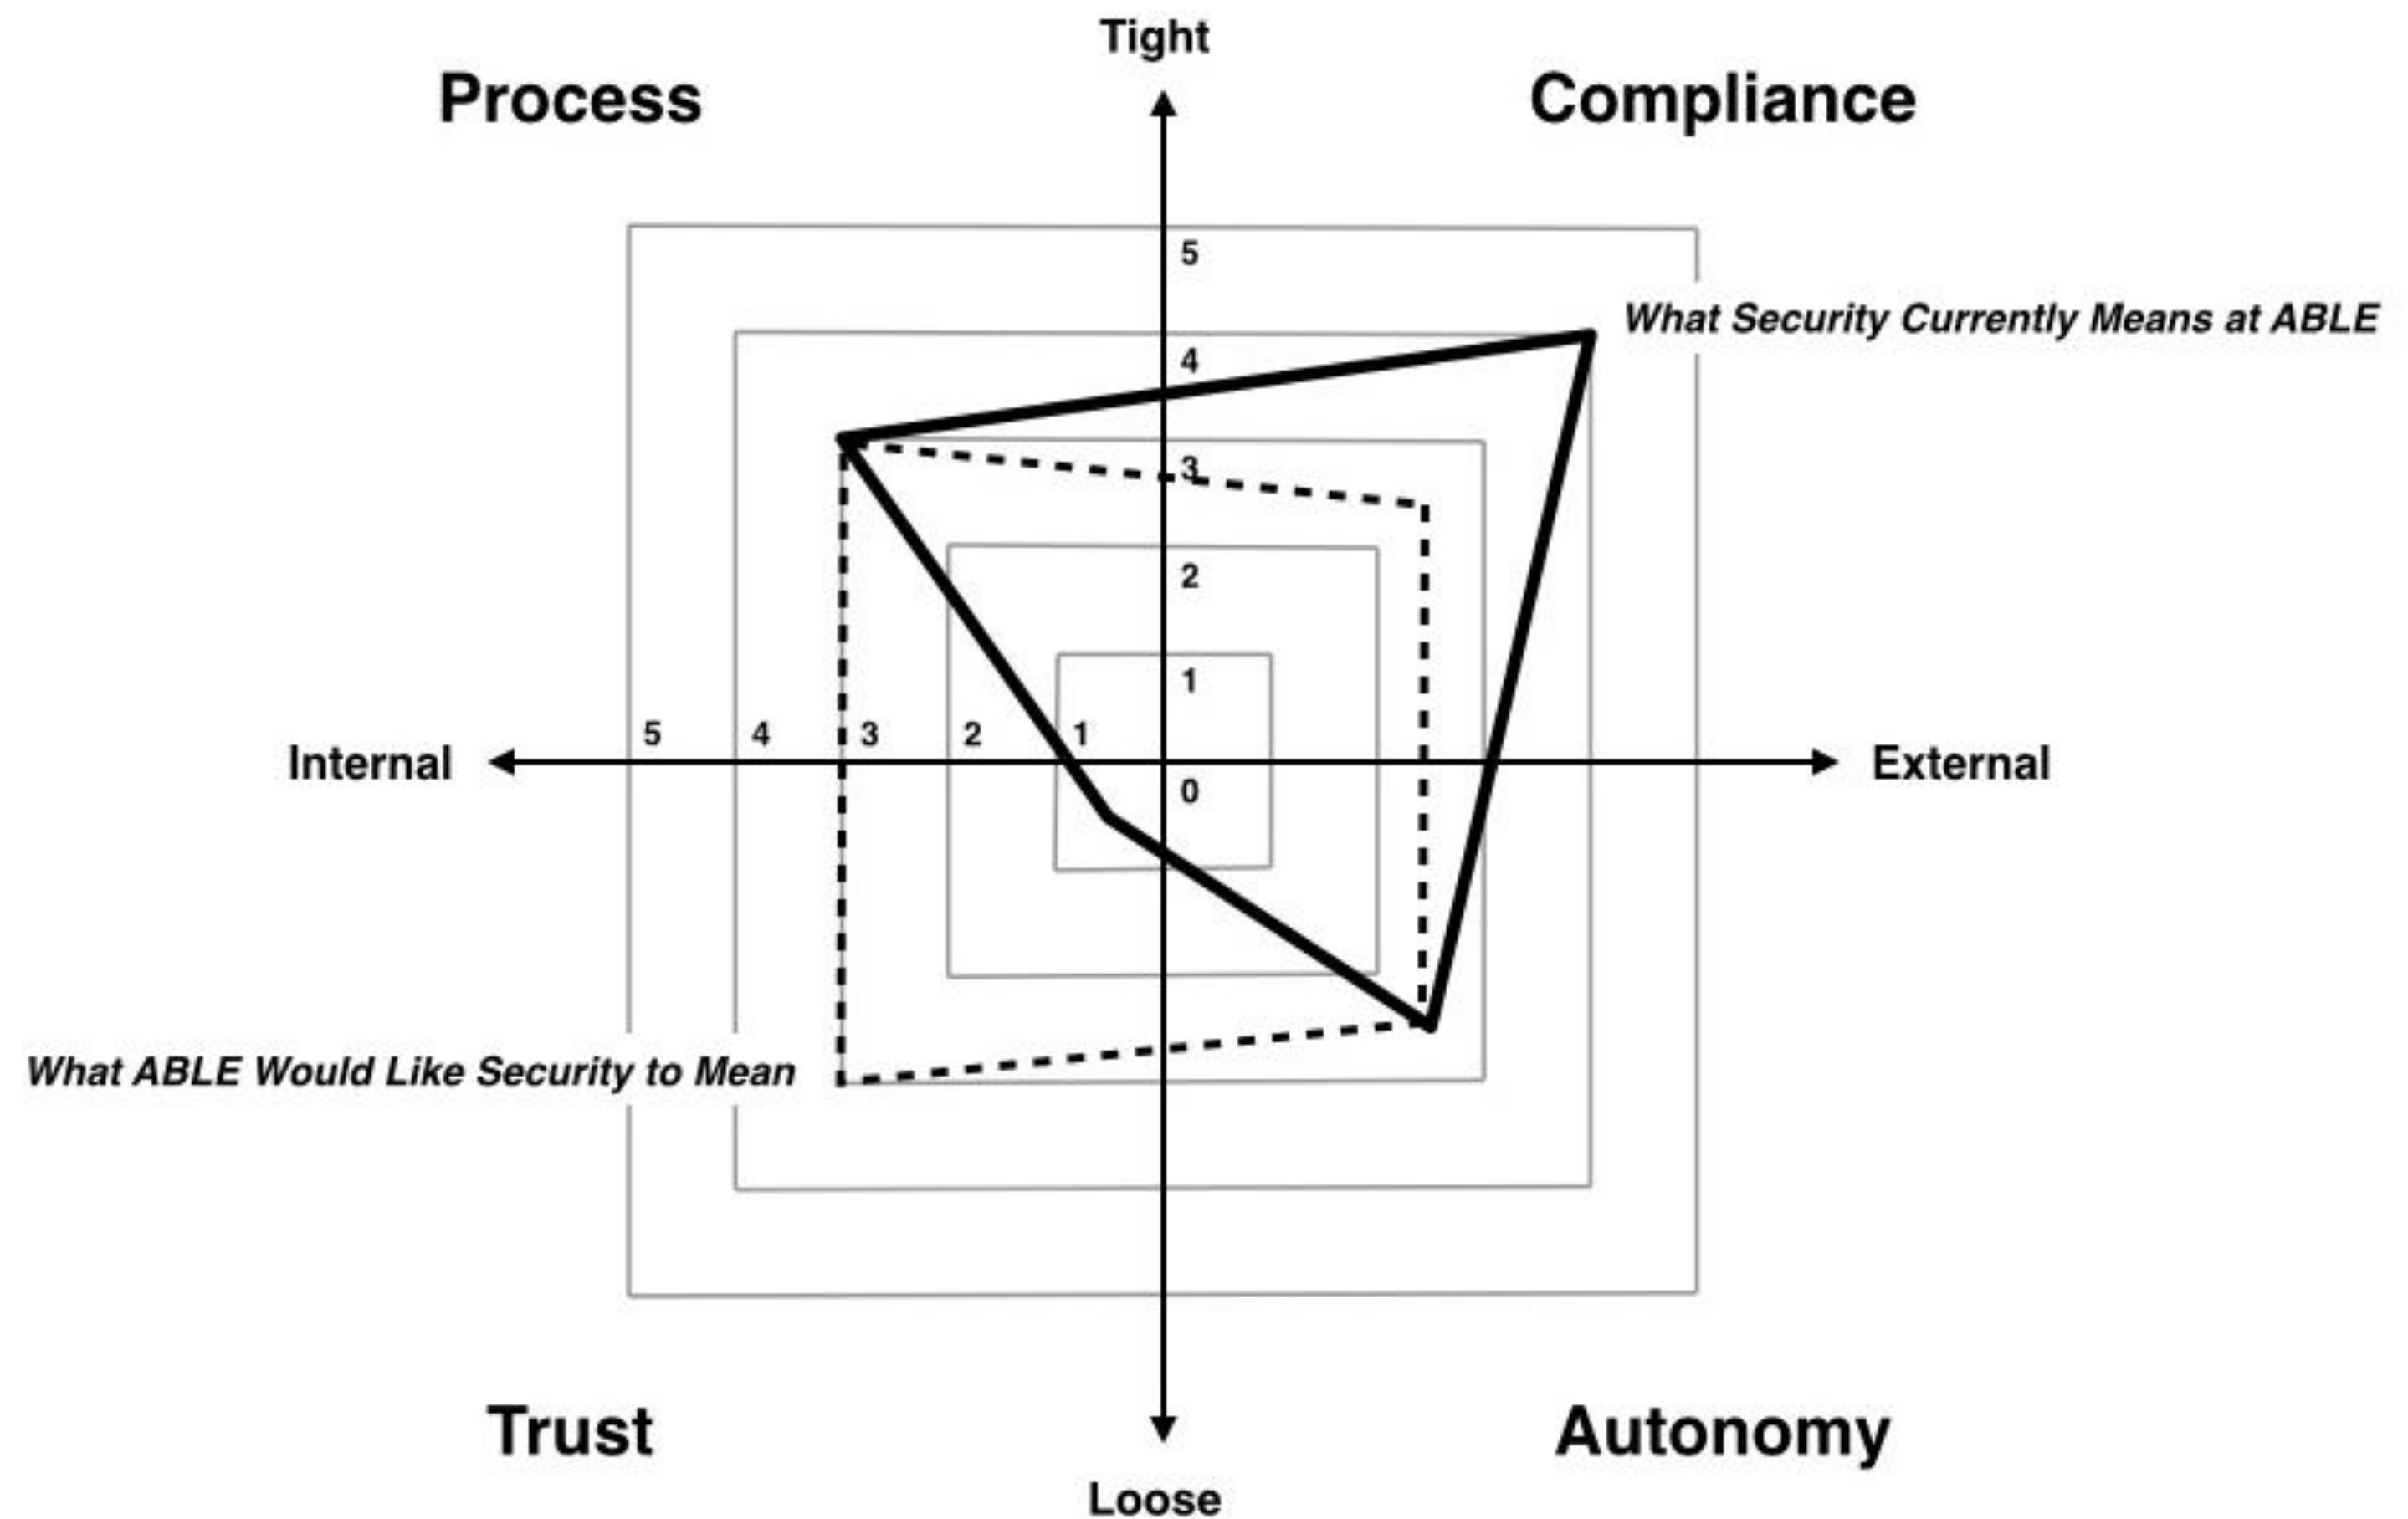 Tight
Process
Compliance
5
What Security Currently Means at ABLE
4
3
2
1
5
4
3
2
1
Internal
External
0
What ABLE Would Like Security to Mean
Trust
Autonomy
Loose